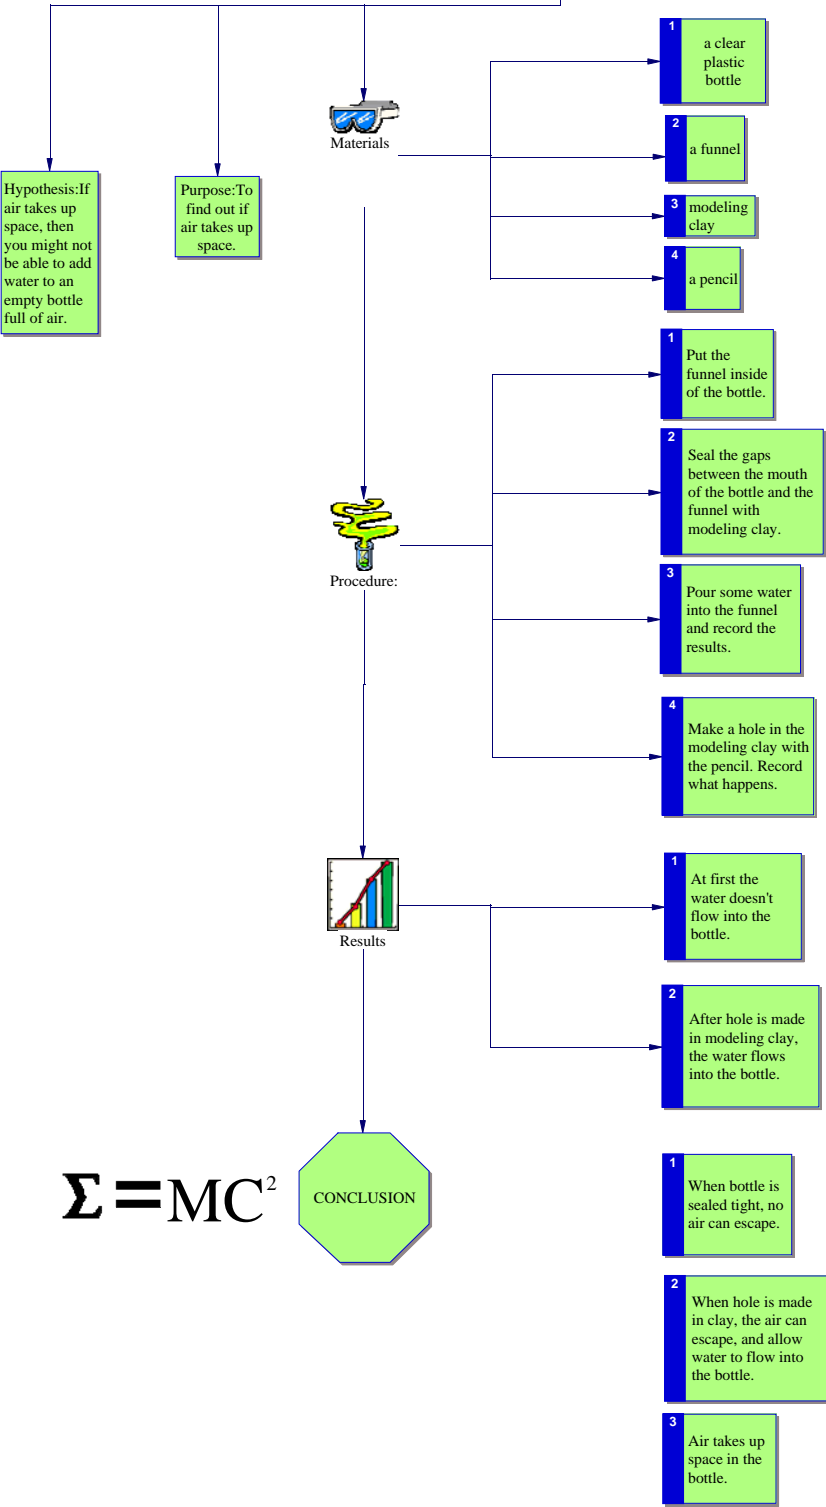 Hypothesis:If
air takes up
space, then
you might not
be able to add
water to an
empty bottle
full of air.
Purpose:To
find out if
air takes up
space.
Materials
1
a clear
plastic
bottle
2
a funnel
3
modeling
clay
4
a pencil
Procedure:
1
Put the
funnel inside
of the bottle.
2
Seal the gaps
between the mouth
of the bottle and the
funnel with
modeling clay.
3
Pour some water
into the funnel
and record the
results.
4
Make a hole in the
modeling clay with
the pencil. Record
what happens.
Results
1
At first the
water doesn't
flow into the
bottle.
2
After hole is made
in modeling clay,
the water flows
into the bottle.
Σ=MC²
CONCLUSION
1
When bottle is
sealed tight, no
air can escape.
2
When hole is made
in clay, the air can
escape, and allow
water to flow into
the bottle.
3
Air takes up
space in the
bottle.